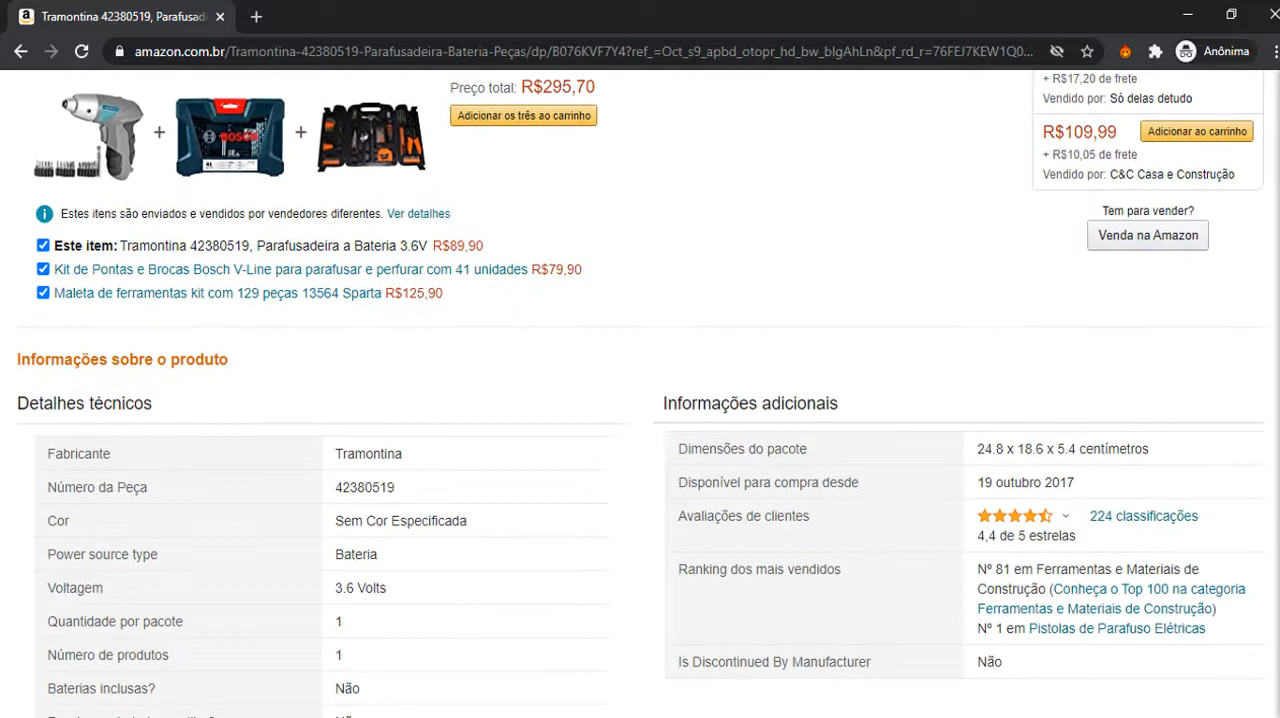 Tramontina 42380519, Parafusad
amazon.com.br/Tramontina-42380519-Parafusadeira-Bateria-Peças/dp/B076KVF7Y4?ref_=Oct_s9_apbd_otopr_hd_bw_blgAhLn&pf_rd_r=76FEJ7KEW1Q0...
Anônima
Preço total: R$295,70
Adicionar os três ao carrinho
BOSCH
+
+
Estes itens são enviados e vendidos por vendedores diferentes. Ver detalhes
Este item: Tramontina 42380519, Parafusadeira a Bateria 3.6V R$89,90
Kit de Pontas e Brocas Bosch V-Line para parafusar e perfurar com 41 unidades R$79,90
Maleta de ferramentas kit com 129 peças 13564 Sparta R$125,90
+ R$17,20 de frete
Vendido por: Só delas detudo
R$109,99 Adicionar ao carrinho
+ R$10,05 de frete
Vendido por: C&C Casa e Construção
Tem para vender?
Venda na Amazon
Informações sobre o produto
Detalhes técnicos
Fabricante Tramontina
Número da Peça 42380519
Cor Sem Cor Especificada
Power source type Bateria
Voltagem 3.6 Volts
Quantidade por pacote 1
Número de produtos 1
Baterias inclusas? Não
Informações adicionais
Dimensões do pacote 24.8 x 18.6 x 5.4 centímetros
Disponível para compra desde 19 outubro 2017
Avaliações de clientes 224 classificações
4,4 de 5 estrelas
Ranking dos mais vendidos Nº 81 em Ferramentas e Materiais de
Construção (Conheça o Top 100 na categoria
Ferramentas e Materiais de Construção)
Nº 1 em Pistolas de Parafuso Elétricas
Is Discontinued By Manufacturer Não